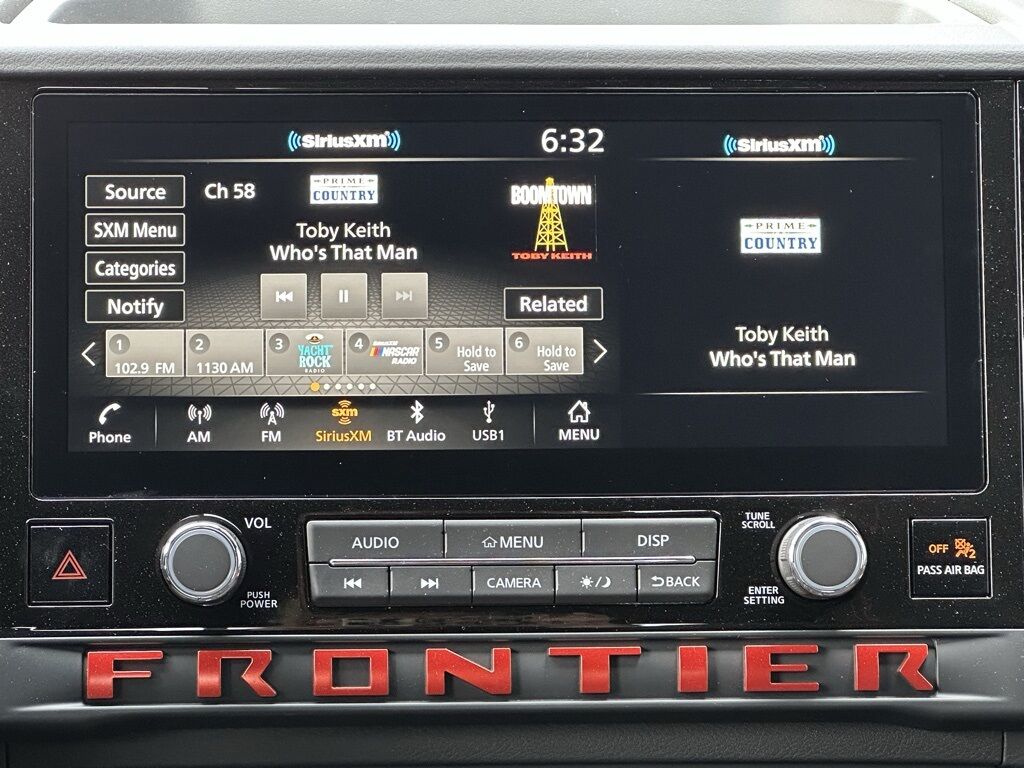 SiriusXM
6:32
SiriusXM
Source
Ch 58
PRIME
COUNTRY
BOOMTOWN
TOBY KEITH
SXM Menu
Toby Keith
Who's That Man
Categories
Notify
Related
PRIME
COUNTRY
Toby Keith
Who's That Man
1
102.9 FM
2
1130 AM
3
YACHT
ROCK
RADIO
4
SiriusXM
NASCAR
RADIO
5
Hold to
Save
6
Hold to
Save
Phone
AM
FM
sxm
SiriusXM
BT Audio
USB1
MENU
VOL
PUSH
POWER
AUDIO
MENU
DISP
CAMERA
BACK
TUNE
SCROLL
ENTER
SETTING
OFF
2
PASS AIR BAG
FRONTIER